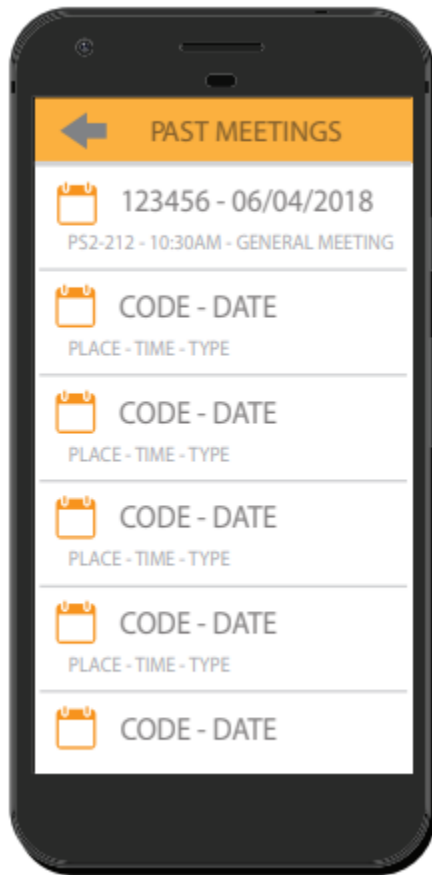 PAST MEETINGS
123456 - 06/04/2018
PS2-212 - 10:30AM - GENERAL MEETING
CODE - DATE
PLACE - TIME - TYPE
CODE - DATE
PLACE - TIME - TYPE
CODE - DATE
PLACE - TIME - TYPE
CODE - DATE
PLACE - TIME - TYPE
CODE - DATE